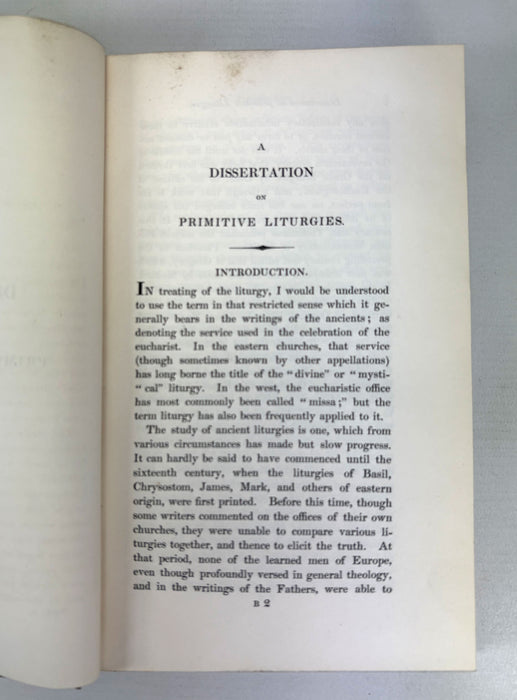 A
DISSERTATION
ON
PRIMITIVE LITURGIES.
INTRODUCTION.
IN treating of the liturgy, I would be understood
to use the term in that restricted sense which it ge-
nerally bears in the writings of the ancients; as
denoting the service used in the celebration of the
eucharist. In the eastern churches, that service
(though sometimes known by other appellations)
has long borne the title of the "divine" or "mysti-
"cal" liturgy. In the west, the eucharistic office
has most commonly been called "missa;" but the
term liturgy has also been frequently applied to it.
The study of ancient liturgies is one, which from
various circumstances has made but slow progress.
It can hardly be said to have commenced until the
sixteenth century, when the liturgies of Basil,
Chrysostom, James, Mark, and others of eastern
origin, were first printed. Before this time, though
some writers commented on the offices of their own
churches, they were unable to compare various li-
turgies together, and thence to elicit the truth. At
that period, none of the learned men of Europe,
even though profoundly versed in general theology,
and in the writings of the Fathers, were able to
B 2